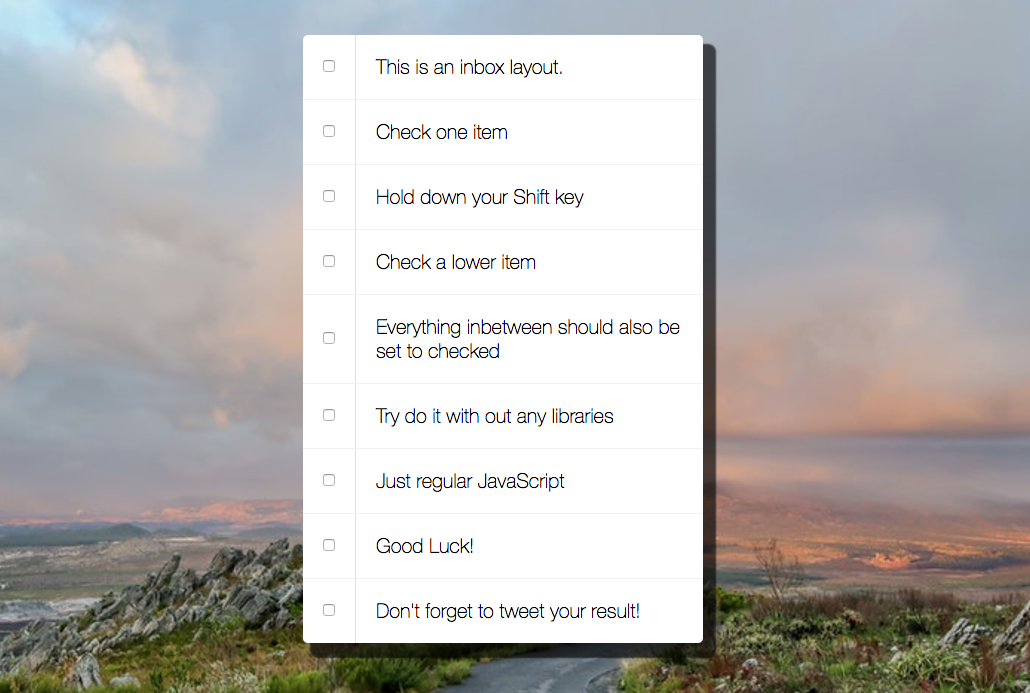 This is an inbox layout.
Check one item
Hold down your Shift key
Check a lower item
Everything inbetween should also be
set to checked
Try do it with out any libraries
Just regular JavaScript
Good Luck!
Don't forget to tweet your result!